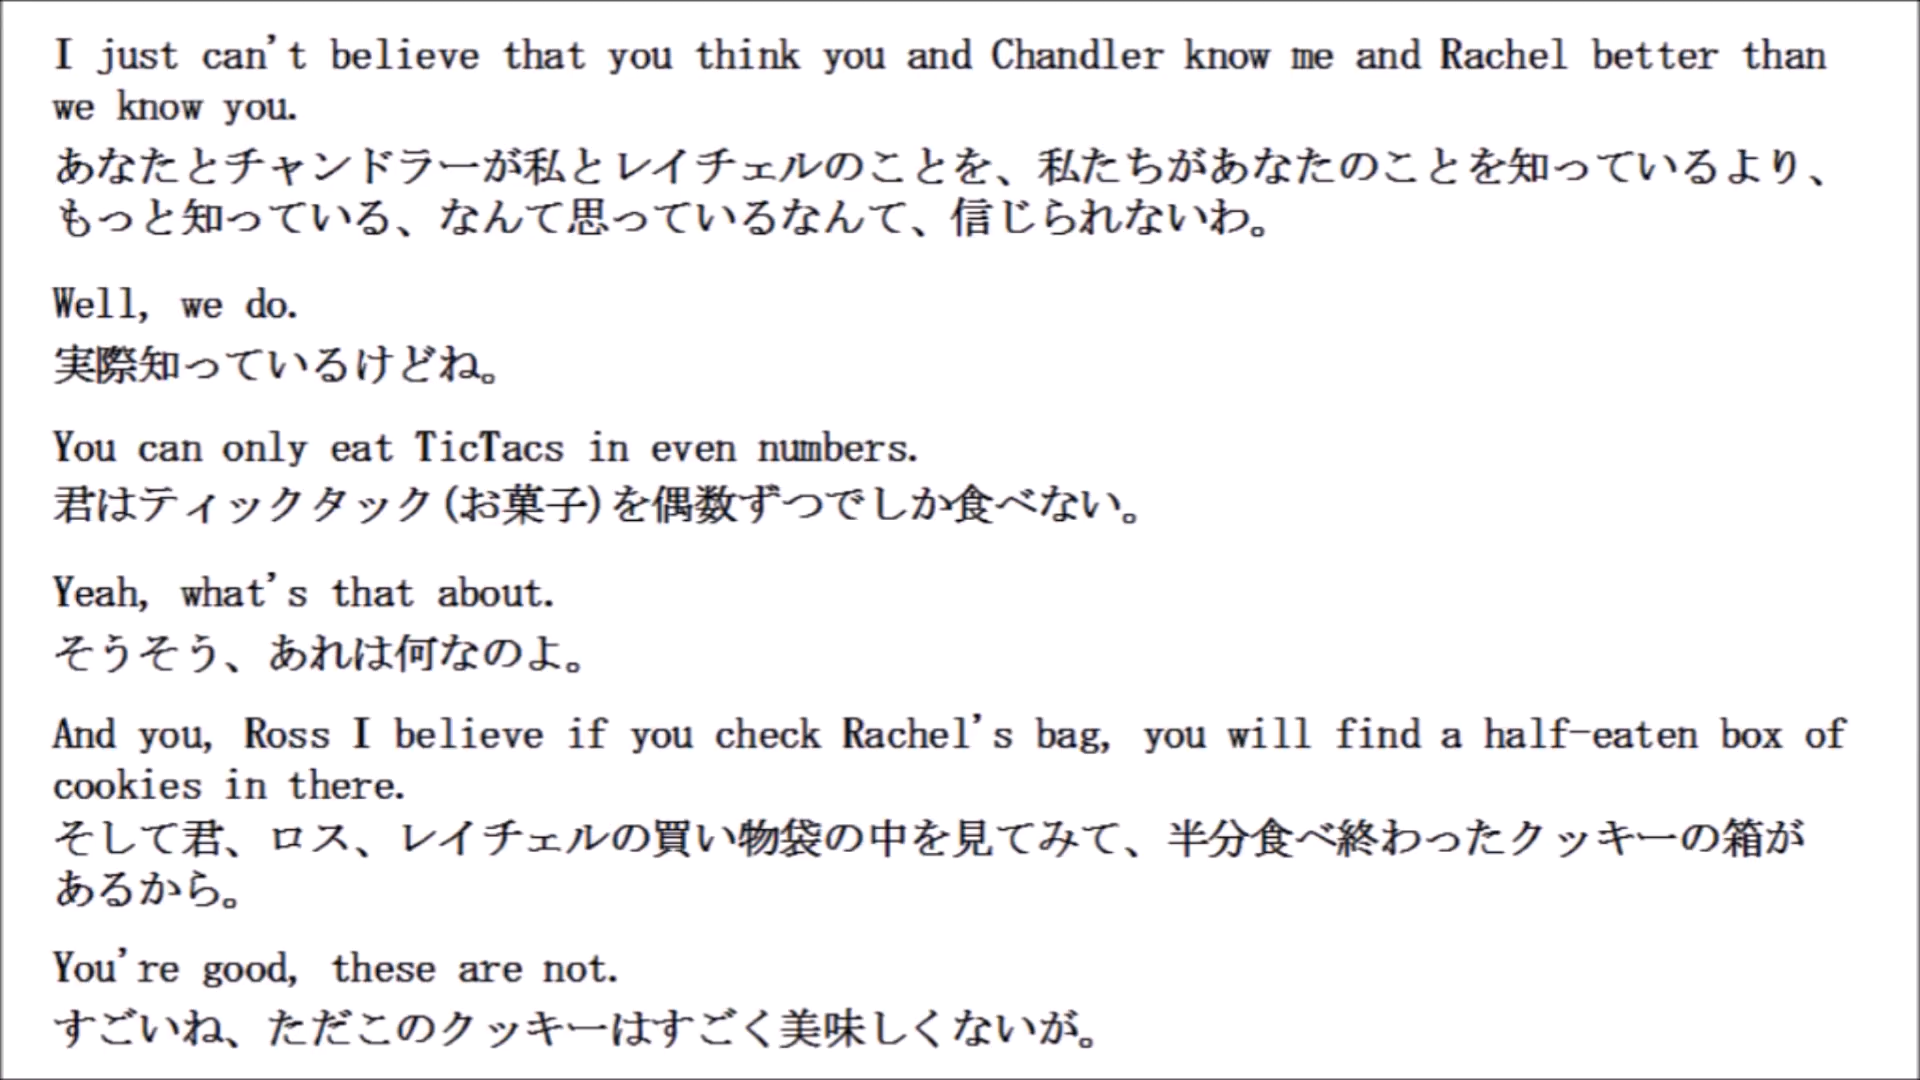 I just can't believe that you think you and Chandler know me and Rachel better than
we know you.
あなたとチャンドラーが私とレイチェルのことを、私たちがあなたのことを知っているより、
もっと知っている、なんて思っているなんて、信じられないわ。
Well, we do.
実際知っているけどね。
You can only eat TicTacs in even numbers.
君はティックタック(お菓子)を偶数ずつでしか食べない。
Yeah, what's that about.
そうそう、あれは何なのよ。
And you, Ross I believe if you check Rachel's bag, you will find a half-eaten box of
cookies in there.
そして君、ロス、レイチェルの買い物袋の中を見てみて、半分食べ終わったクッキーの箱が
あるから。
You're good, these are not.
すごいね、ただこのクッキーはすごく美味しくないが。